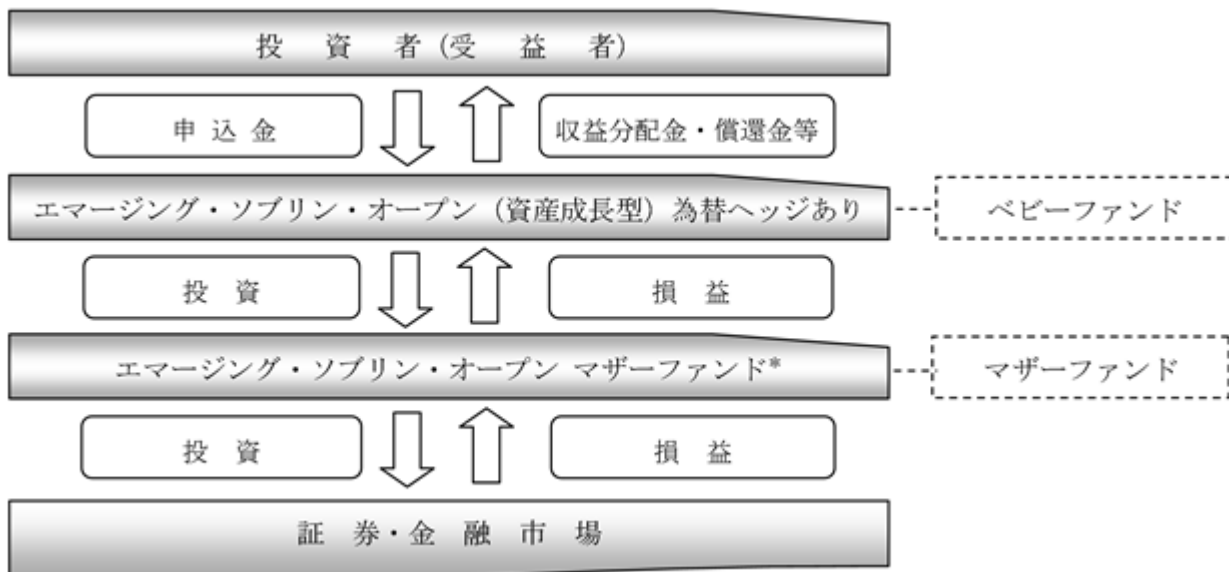 投資者（受益者）
申込金
収益分配金・償還金等
エマージング・ソブリン・オープン（資産成長型）為替ヘッジあり
ベビーファンド
投資
損益
エマージング・ソブリン・オープン マザーファンド*
マザーファンド
投資
損益
証券・金融市場